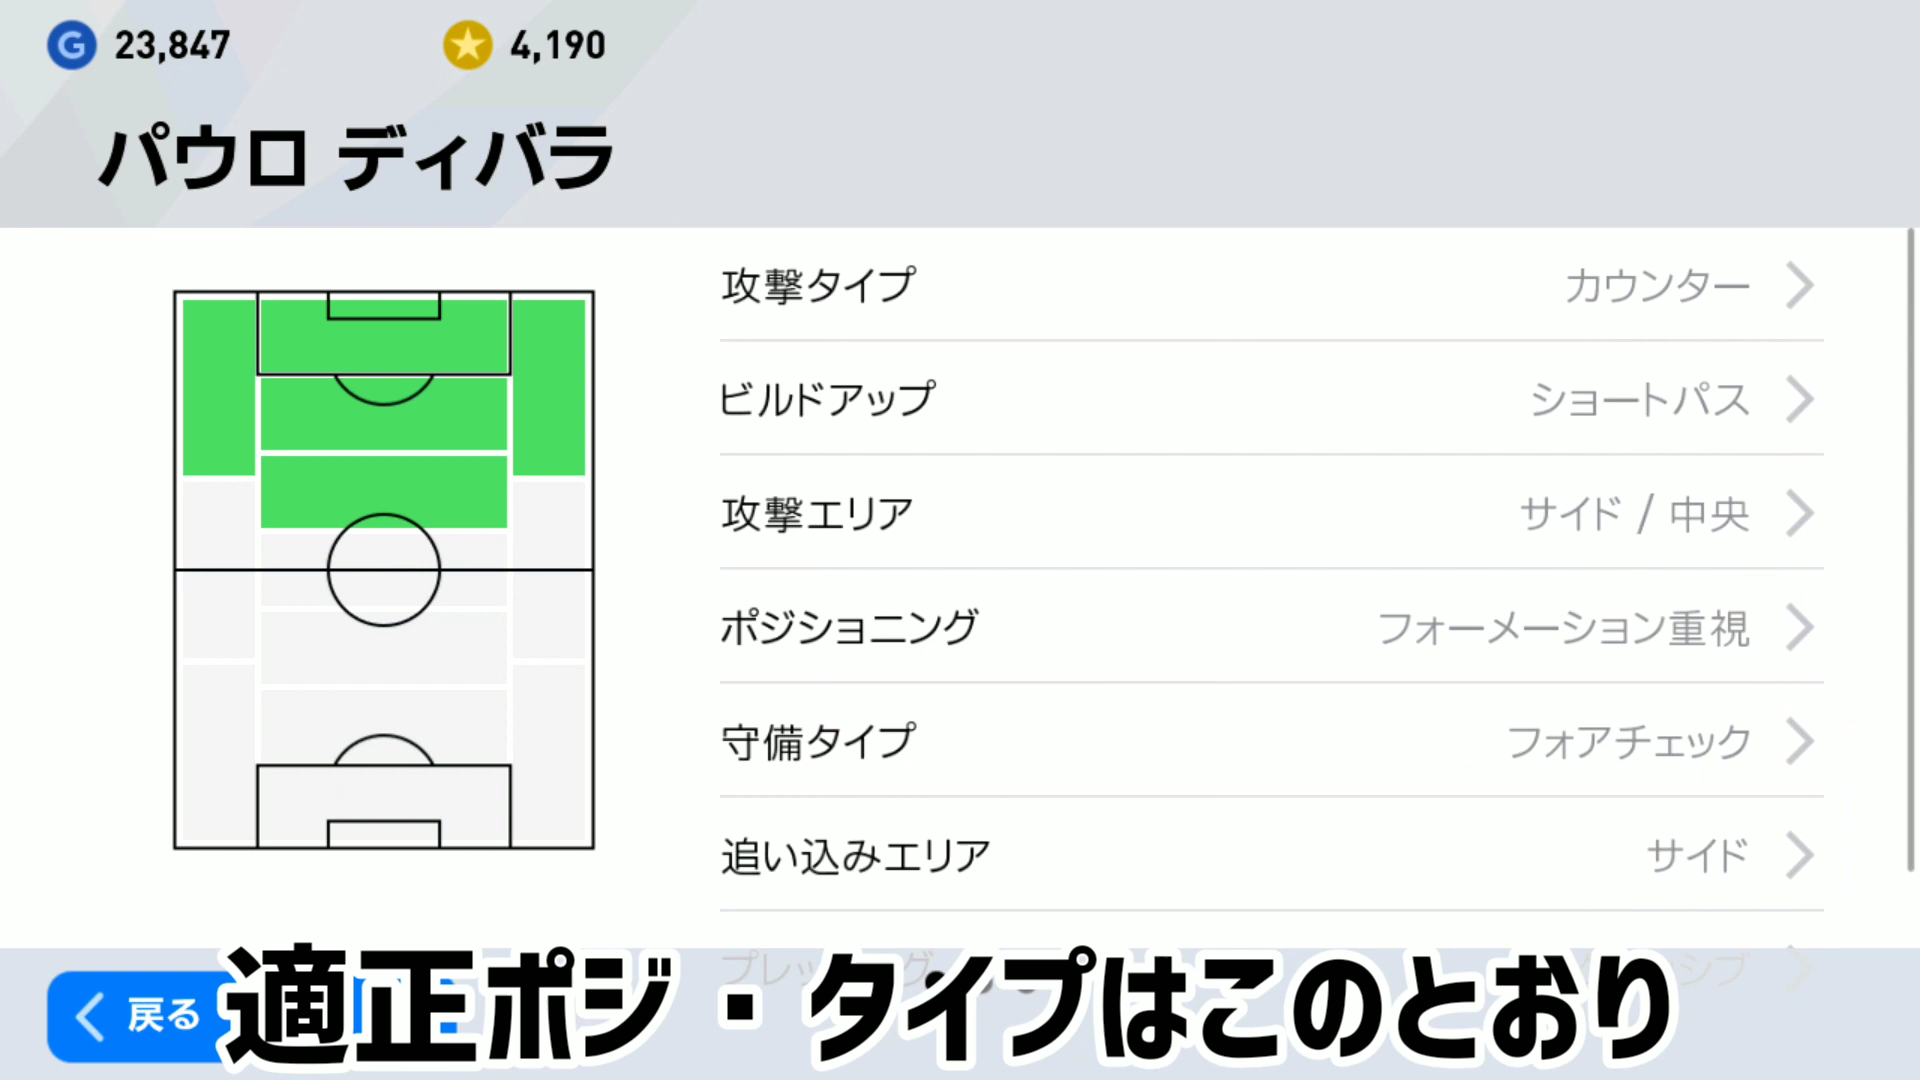 G 23,847 ★ 4,190
パウロ ディバラ
攻撃タイプ カウンター
ビルドアップ ショートパス
攻撃エリア サイド / 中央
ポジショニング フォーメーション重視
守備タイプ フォアチェック
追い込みエリア サイド
戻る
適正ポジ・タイプはこのとおり